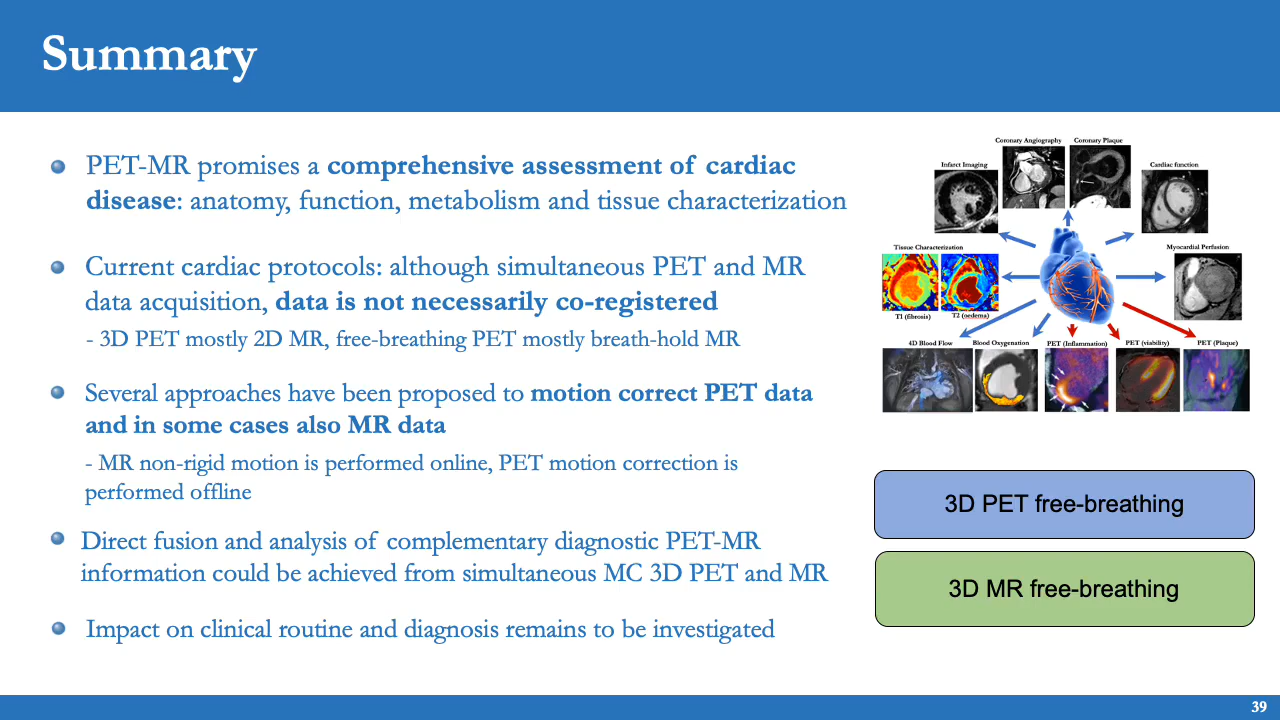 Summary
PET-MR promises a comprehensive assessment of cardiac
disease: anatomy, function, metabolism and tissue characterization
Current cardiac protocols: although simultaneous PET and MR
data acquisition, data is not necessarily co-registered
- 3D PET mostly 2D MR, free-breathing PET mostly breath-hold MR
Several approaches have been proposed to motion correct PET data
and in some cases also MR data
- MR non-rigid motion is performed online, PET motion correction is
performed offline
Direct fusion and analysis of complementary diagnostic PET-MR
information could be achieved from simultaneous MC 3D PET and MR
Impact on clinical routine and diagnosis remains to be investigated
Coronary Angiography
Coronary Plaque
Infarct Imaging
Cardiac function
Tissue Characterization
Myocardial Perfusion
T1 (fibrosis)
T2 (oedema)
4D Blood Flow
Blood Oxygenation
PET (Inflammation)
PET (viability)
PET (Plaque)
3D PET free-breathing
3D MR free-breathing
39